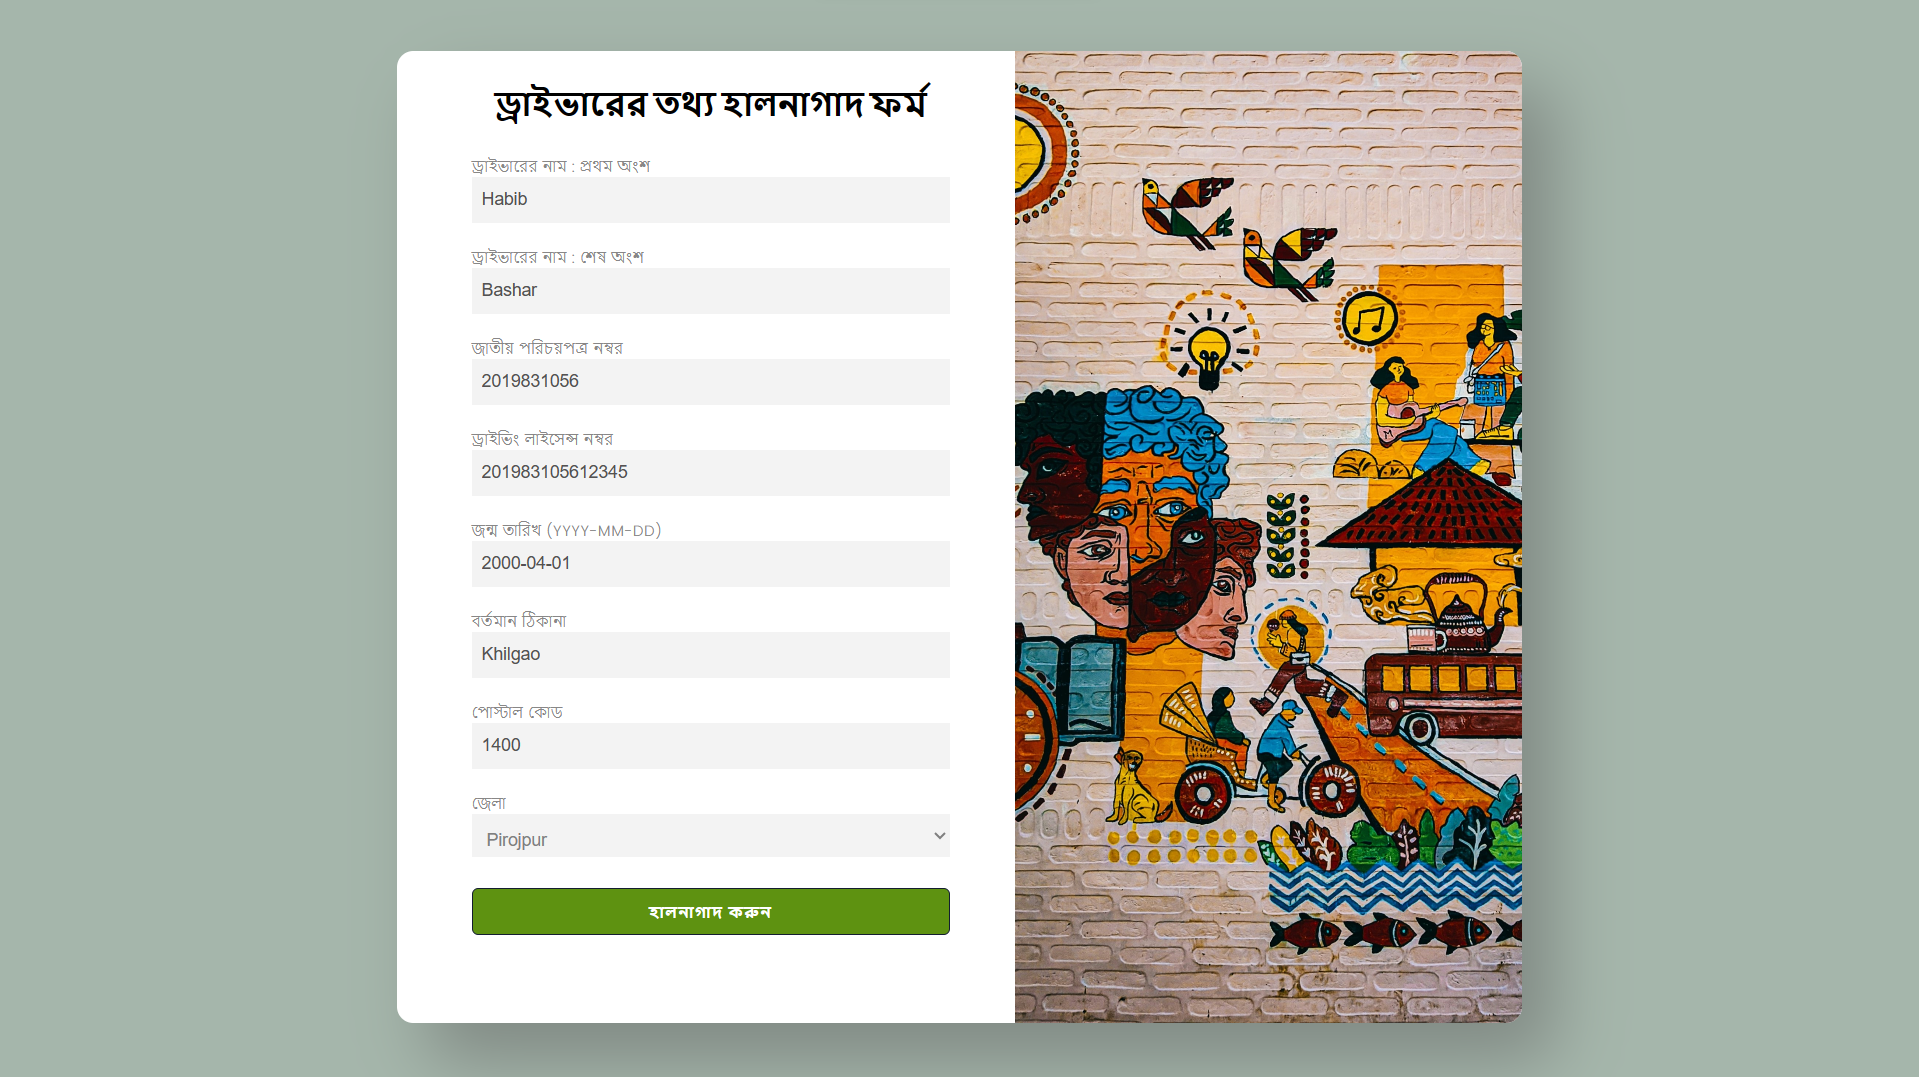 ড্রাইভারের তথ্য হালনাগাদ ফর্ম
ড্রাইভারের নাম : প্রথম অংশ
Habib
ড্রাইভারের নাম : শেষ অংশ
Bashar
জাতীয় পরিচয়পত্র নম্বর
2019831056
ড্রাইভিং লাইসেন্স নম্বর
201983105612345
জন্ম তারিখ (YYYY-MM-DD)
2000-04-01
বর্তমান ঠিকানা
Khilgao
পোস্টাল কোড
1400
জেলা
Pirojpur
হালনাগাদ করুন